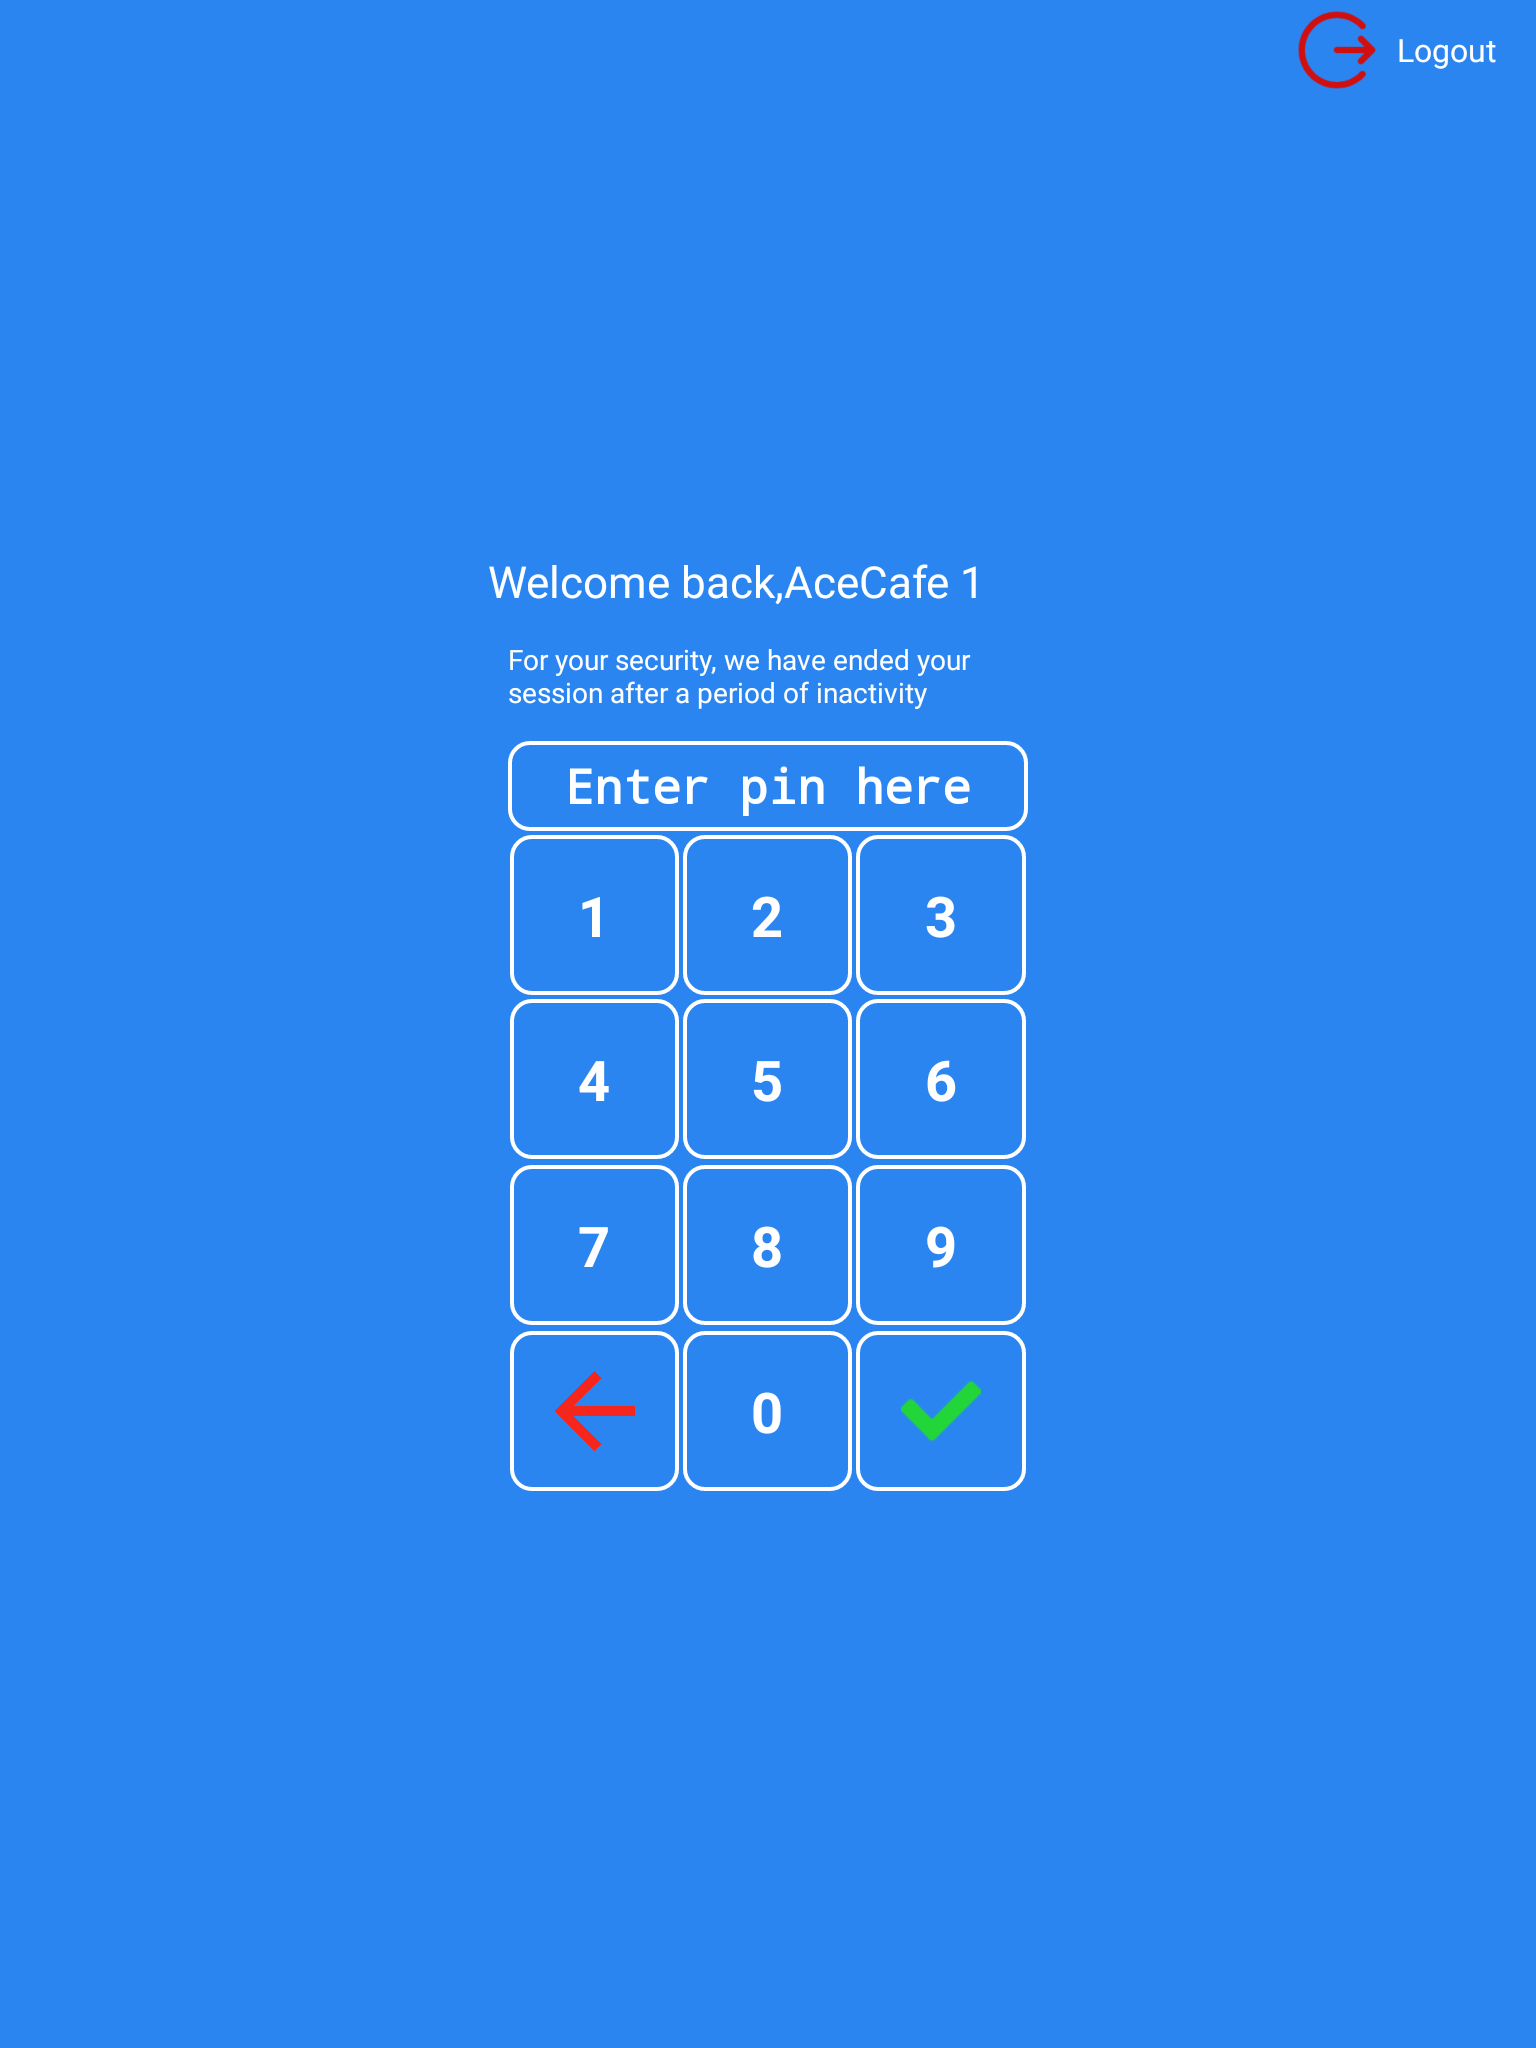 Logout
Welcome back,AceCafe 1
For your security, we have ended your
session after a period of inactivity
Enter pin here
1 2 3
4 5 6
7 8 9
0